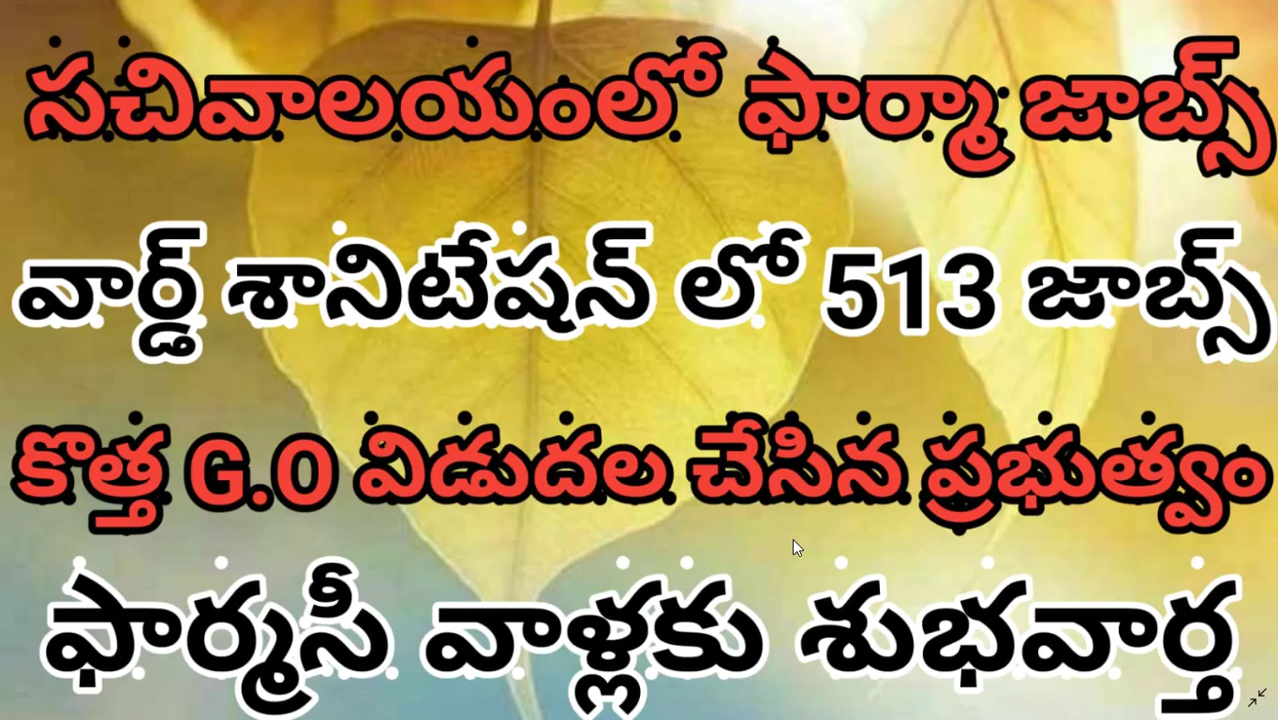 సచివాలయంలో ఫార్మా జాబ్స్
వార్డ్ శానిటేషన్ లో 513 జాబ్స్
కొత్త G.O విడుదల చేసిన ప్రభుత్వం
ఫార్మసీ వాళ్లకు శుభవార్త